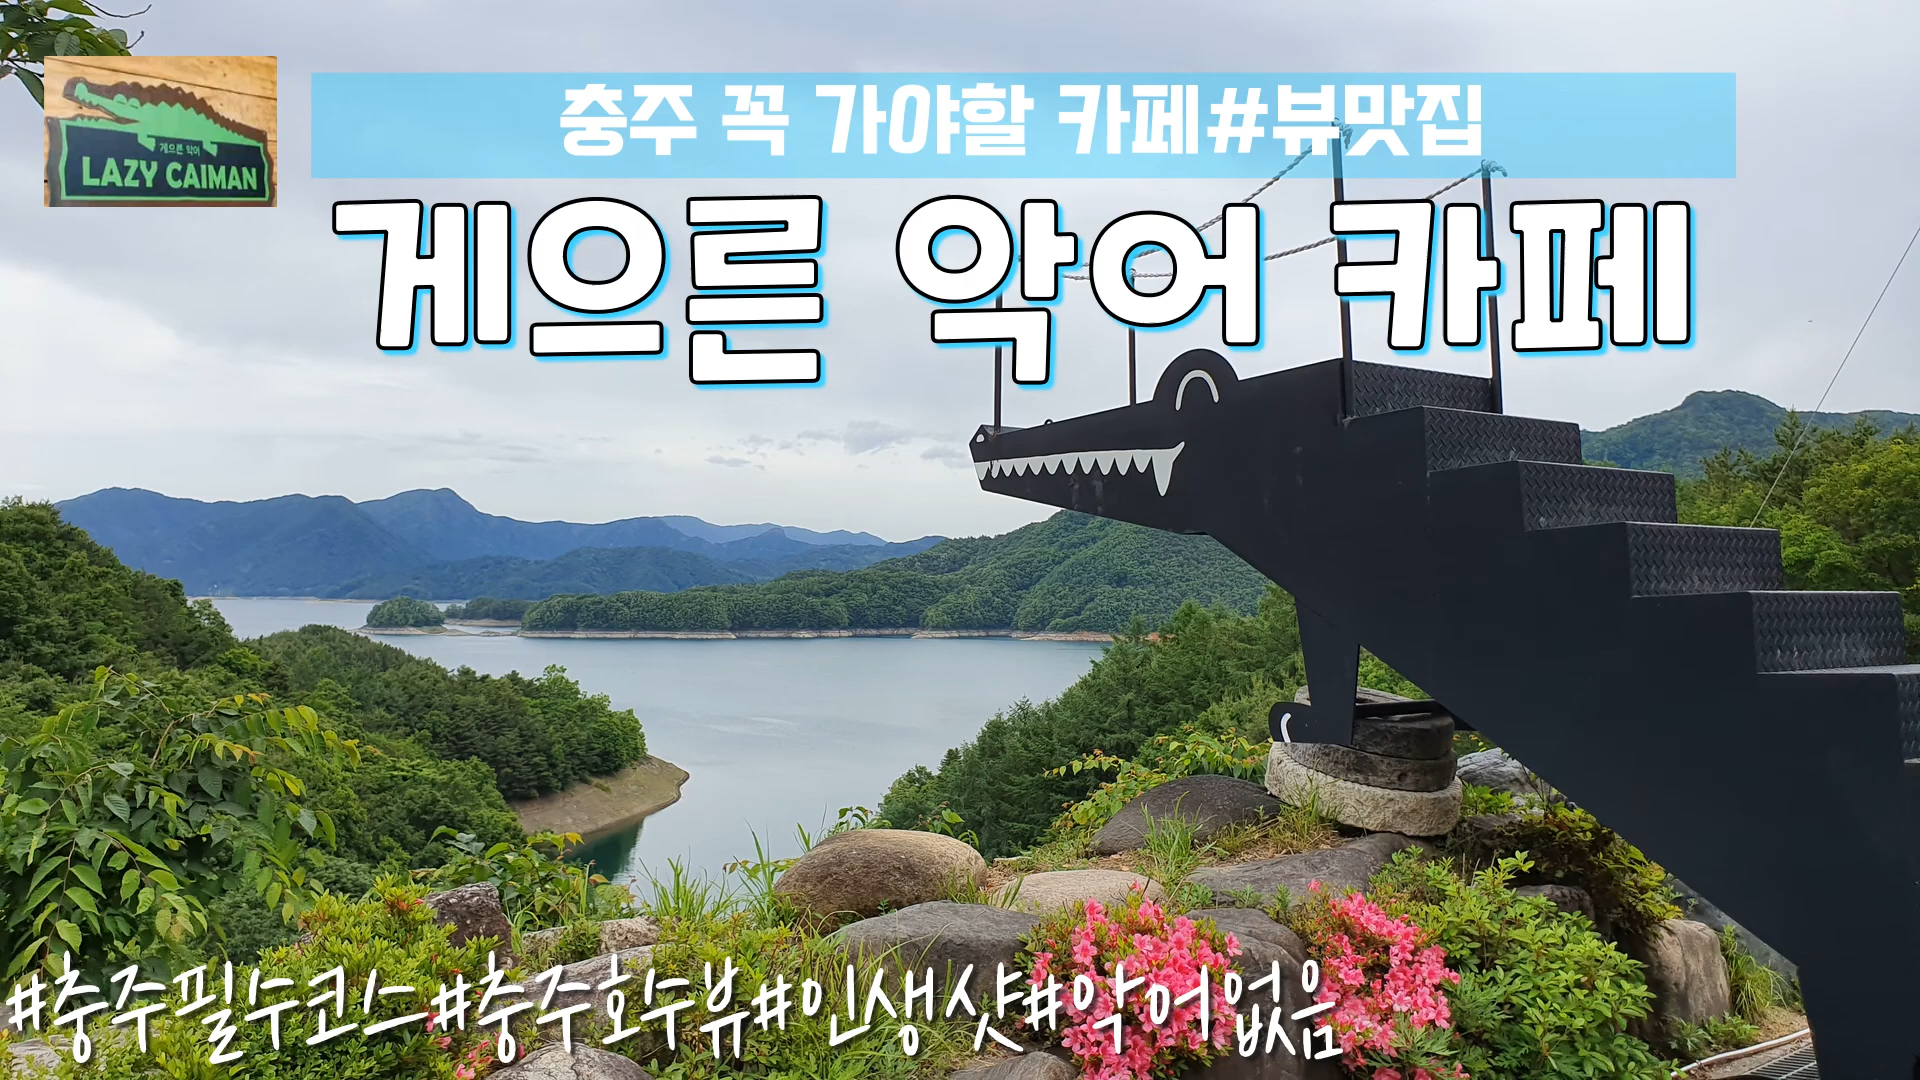 충주 꼭 가야할 카페#뷰맛집
게으른 악어
LAZY CAIMAN
게으른 악어 카페
#충주필수코스#충주호수뷰#인생샷#악어없음